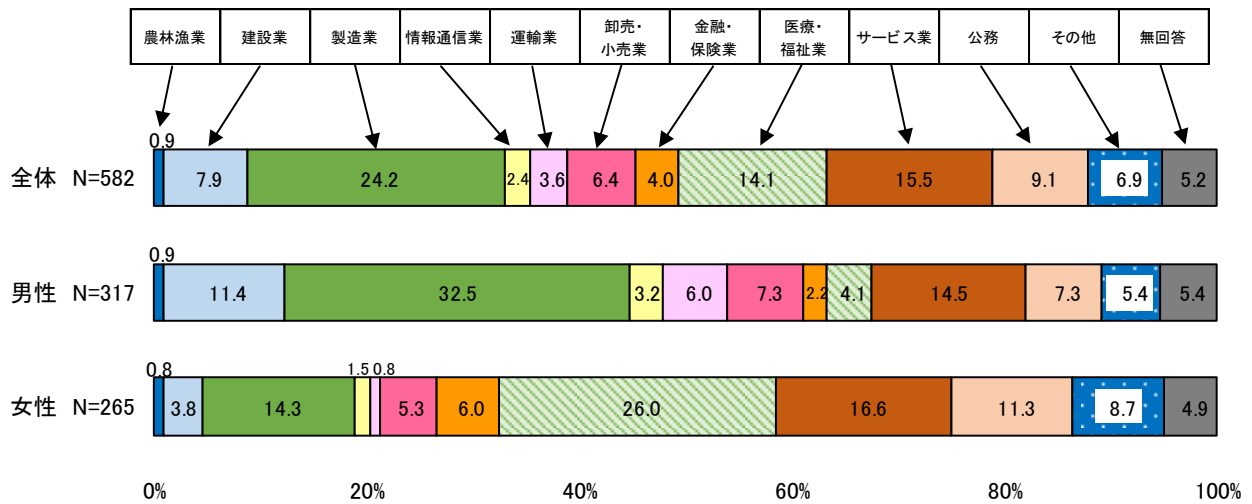 農林漁業 建設業 製造業 情報通信業 運輸業 卸売・小売業 金融・保険業 医療・福祉業 サービス業 公務 その他 無回答
0.9
全体 N=582 7.9 24.2 2.4 3.6 6.4 4.0 14.1 15.5 9.1 6.9 5.2
0.9
男性 N=317 11.4 32.5 3.2 6.0 7.3 2.2 4.1 14.5 7.3 5.4 5.4
0.8 1.5 0.8
女性 N=265 3.8 14.3 5.3 6.0 26.0 16.6 11.3 8.7 4.9
0% 20% 40% 60% 80% 100%